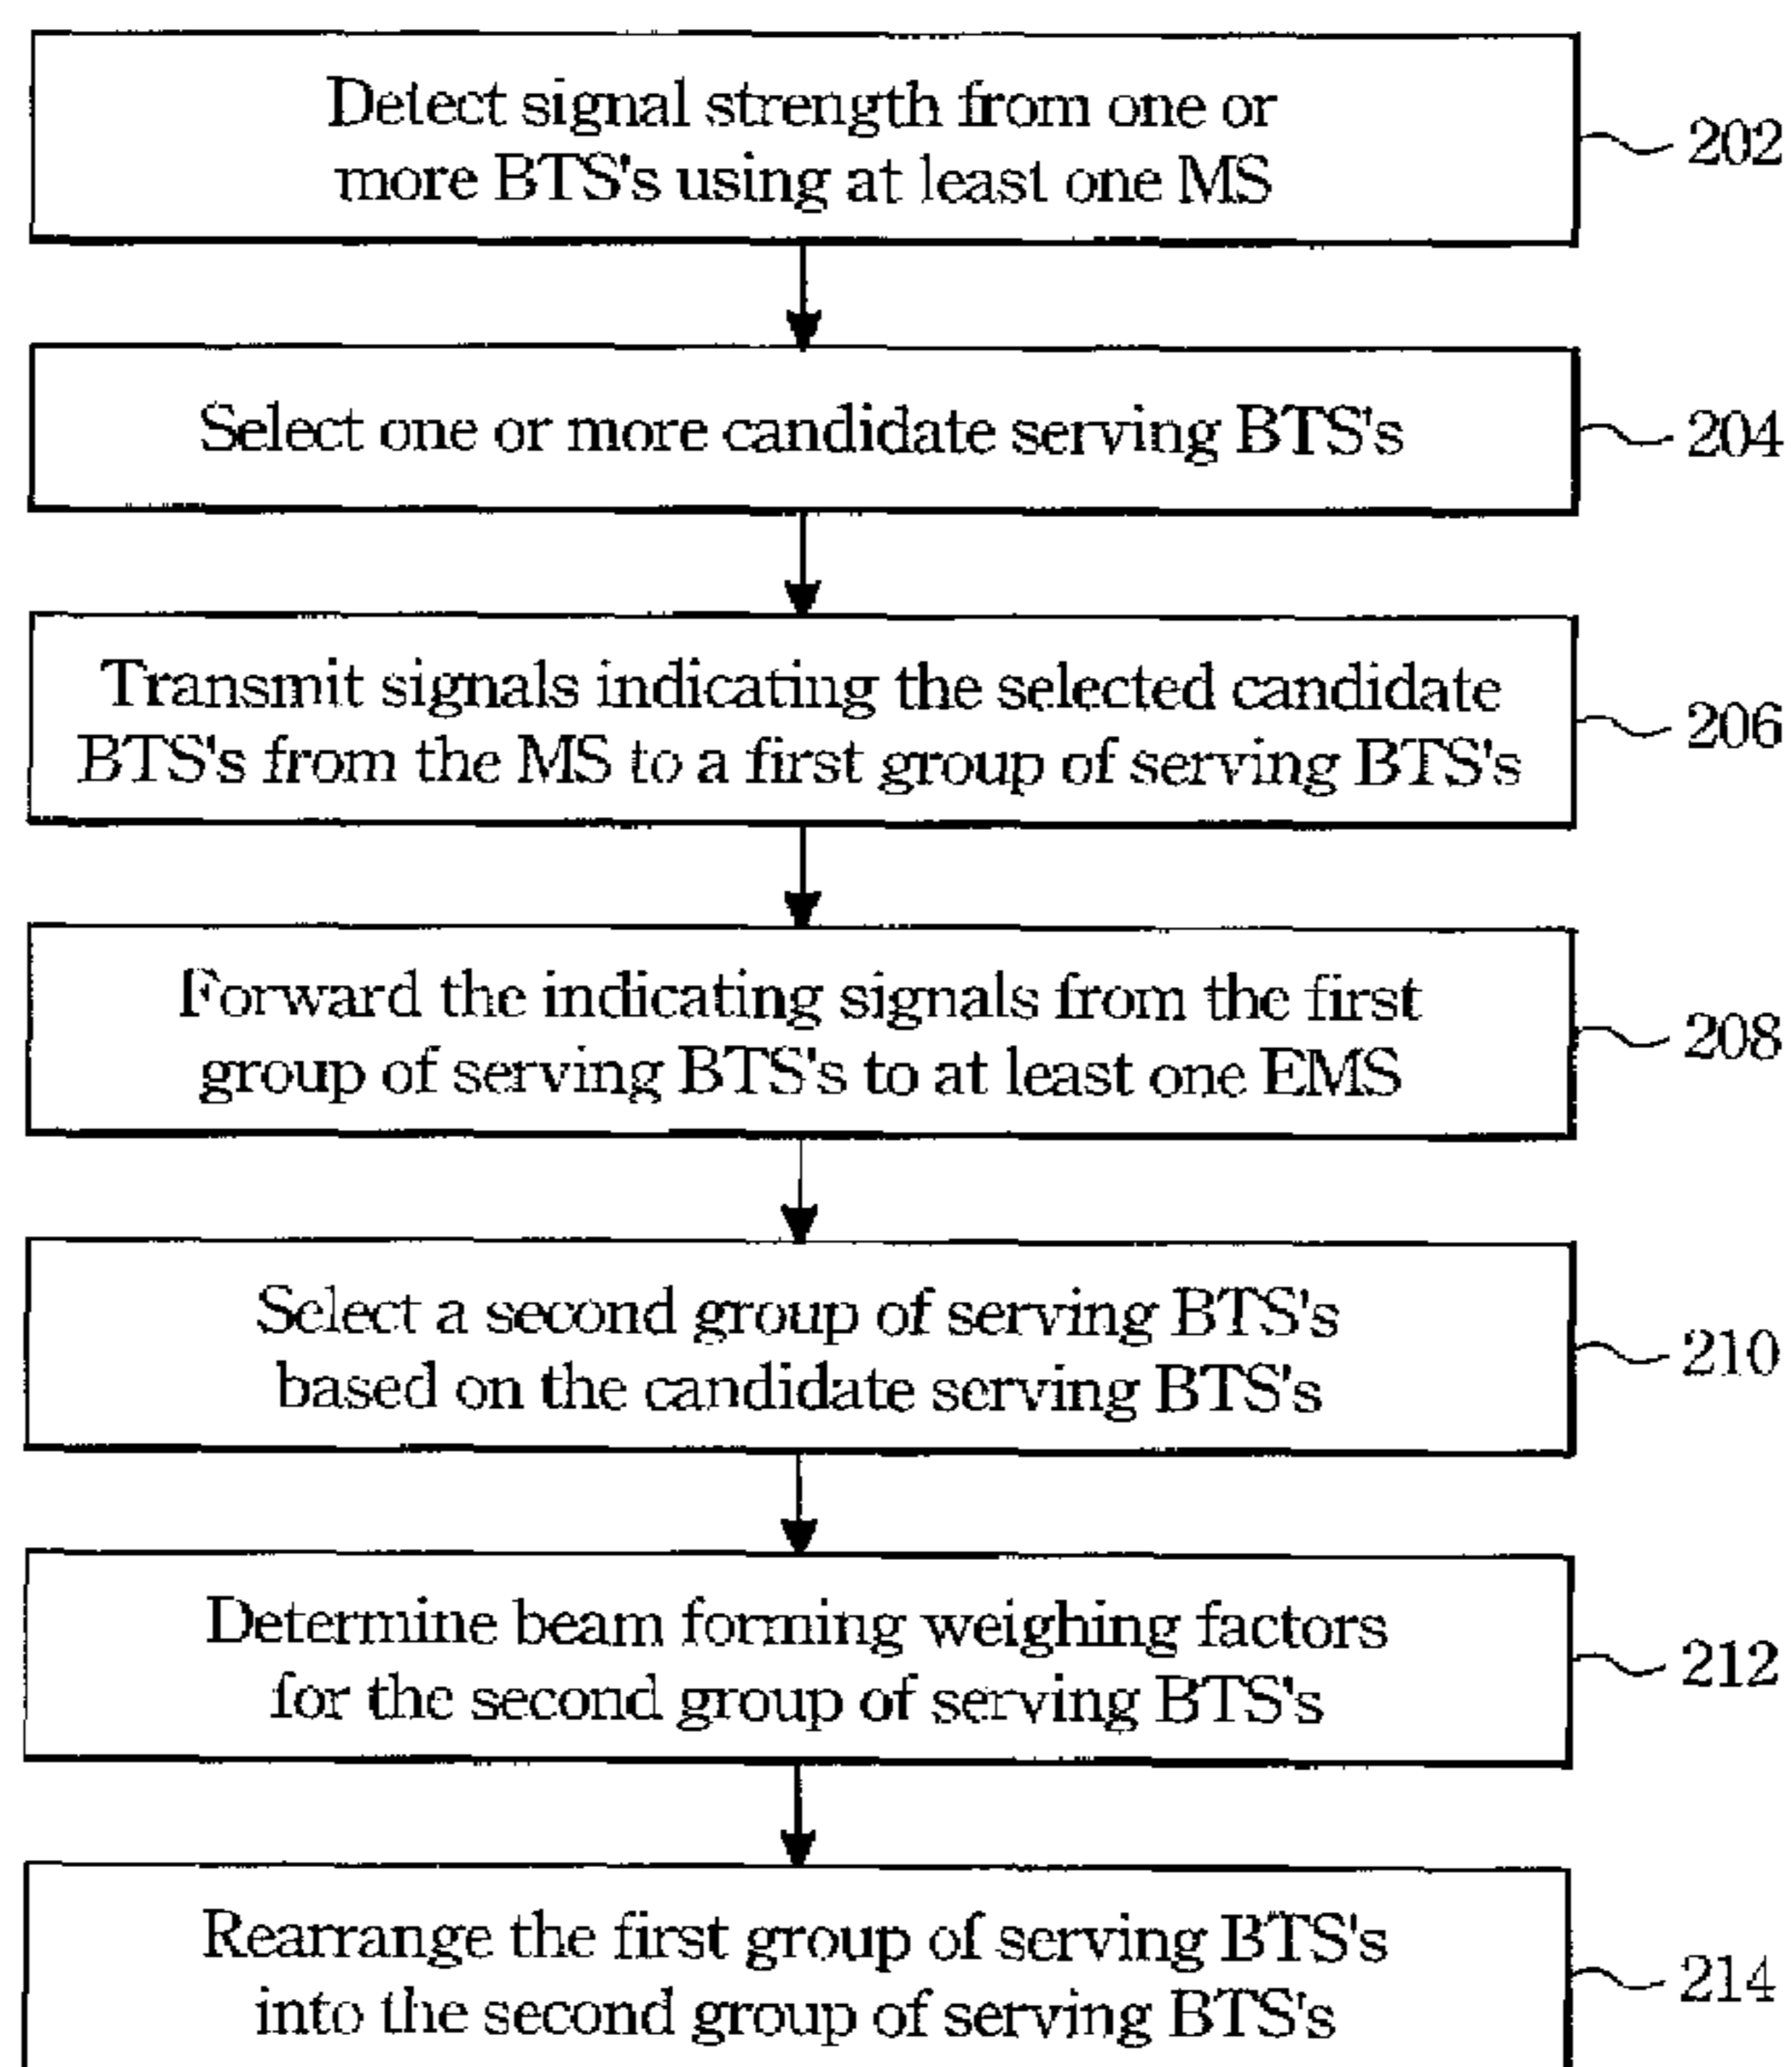 Detect signal strength from one or
more BTS's using at least one MS
202
Select one or more candidate serving BTS's
204
Transmit signals indicating the selected candidate
BTS's from the MS to a first group of serving BTS's
206
Forward the indicating signals from the first
group of serving BTS's to at least one EMS
208
Select a second group of serving BTS's
based on the candidate serving BTS's
210
Determine beam forming weighing factors
for the second group of serving BTS's
212
Rearrange the first group of serving BTS's
into the second group of serving BTS's
214